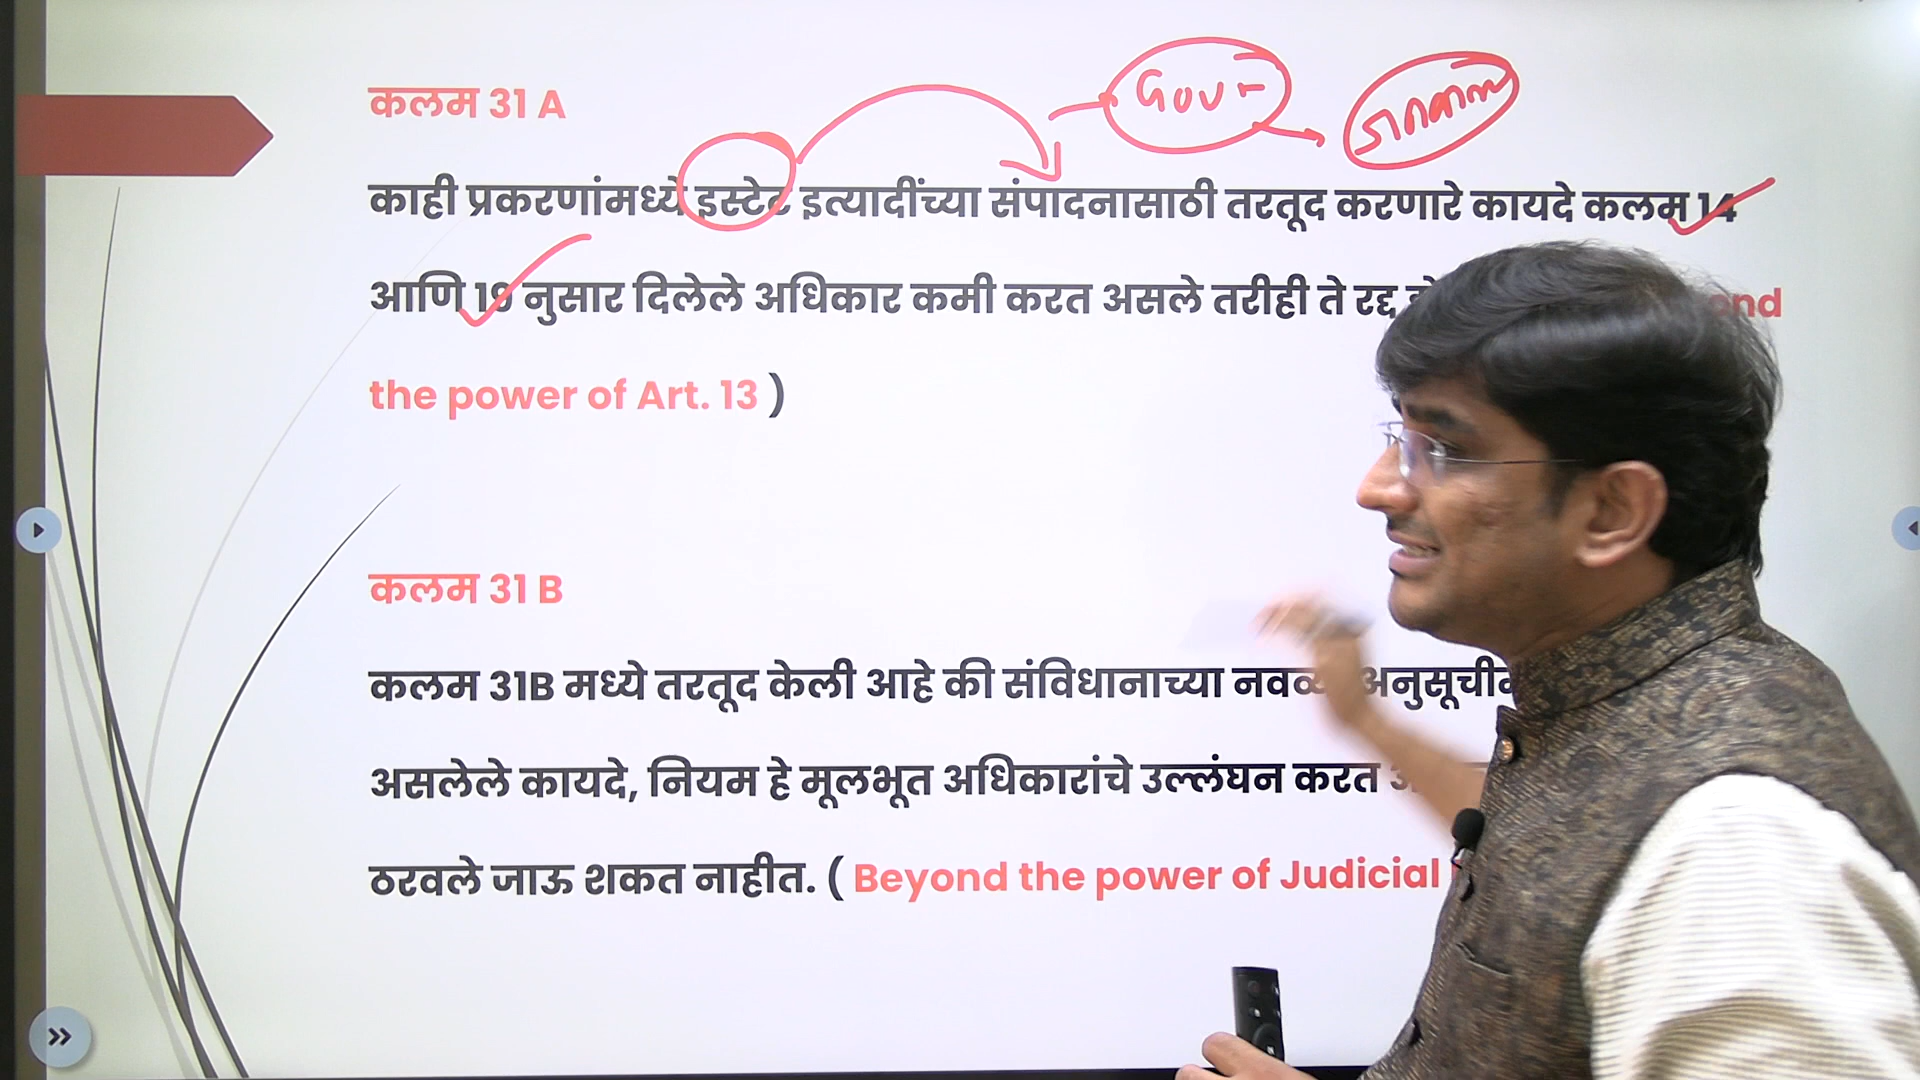 कलम 31 A
Gov
काही प्रकरणांमध्ये इस्टेट इत्यादींच्या संपादनासाठी तरतूद करणारे कायदे कलम 14
आणि 19 नुसार दिलेले अधिकार कमी करत असले तरीही ते रद्द
the power of Art. 13 )
कलम 31 B
कलम 31B मध्ये तरतूद केली आहे की संविधानाच्या
असलेले कायदे, नियम हे मूलभूत अधिकारांचे उल्लंघन करत
ठरवले जाऊ शकत नाहीत. ( Beyond the power of Judicial